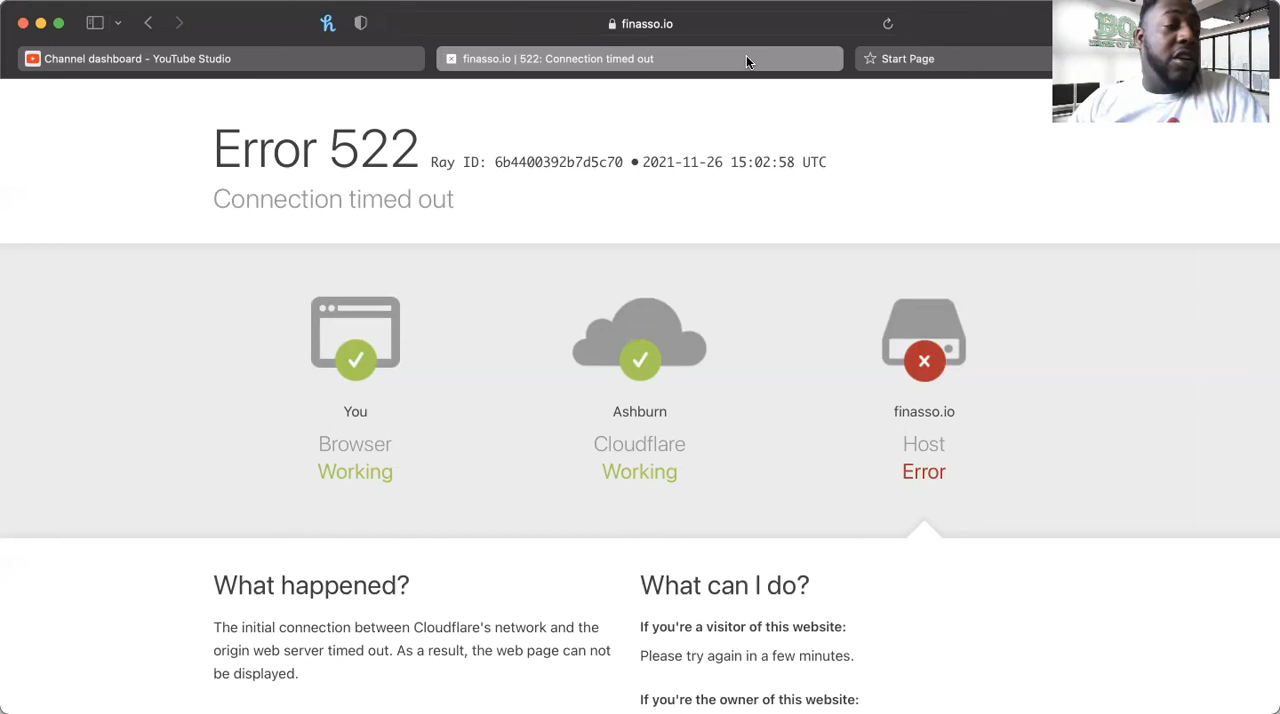 finasso.io
Channel dashboard - YouTube Studio
finasso.io | 522: Connection timed out
Start Page
Error 522 Ray ID: 6b4400392b7d5c70 ● 2021-11-26 15:02:58 UTC
Connection timed out
You
Browser
Working
Ashburn
Cloudflare
Working
finasso.io
Host
Error
What happened?
The initial connection between Cloudflare's network and the
origin web server timed out. As a result, the web page can not
be displayed.
What can I do?
If you're a visitor of this website:
Please try again in a few minutes.
If you're the owner of this website: